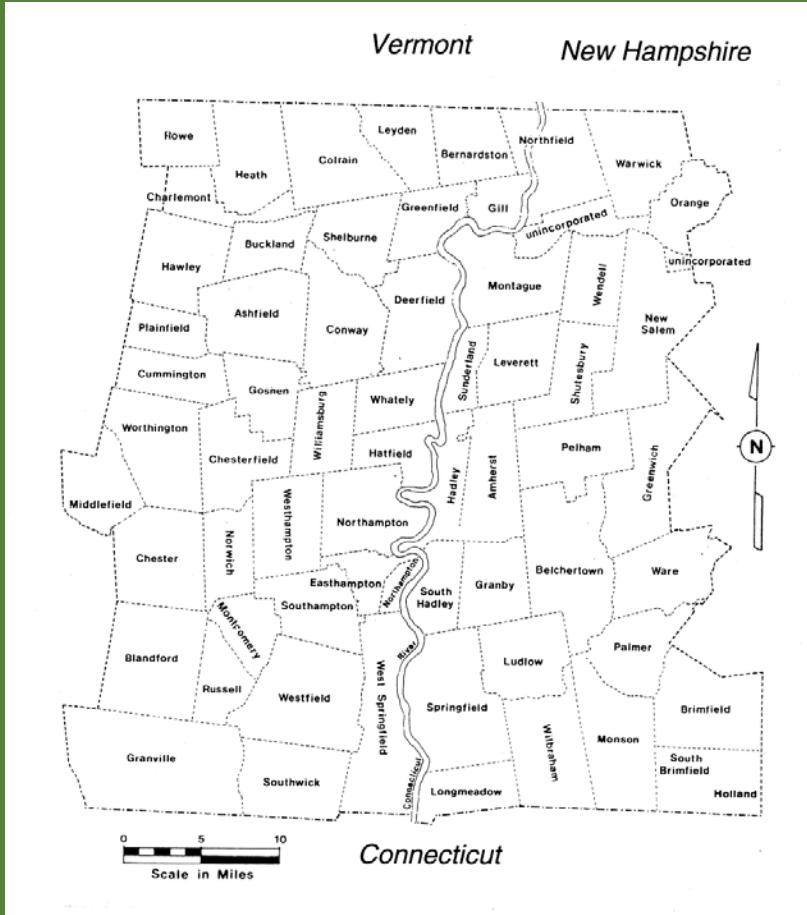 Vermont
New Hampshire
Rowe
Heath
Colrain
Leyden
Bernardston
Northfield
Warwick
Orange
Charlemont
Greenfield
Gill
unincorporated
Hawley
Buckland
Shelburne
unincorporated
Plainfield
Ashfield
Conway
Deerfield
Montague
Wendell
New
Salem
Cummington
Goshen
Williamsburg
Whately
Sunderland
Leverett
Shutesbury
Worthington
Chesterfield
Hatfield
Hadley
Amherst
Pelham
Greenwich
N
Middlefield
Westhampton
Northampton
Chester
Norwich
Easthampton
Northampton
South
Hadley
Granby
Belchertown
Ware
Southampton
Montgomery
Blandford
Russell
Westfield
West Springfield
River
Springfield
Ludlow
Palmer
Wilbraham
Monson
Brimfield
Granville
Southwick
Connecticut
Longmeadow
South
Brimfield
Holland
0 5 10
Scale in Miles
Connecticut